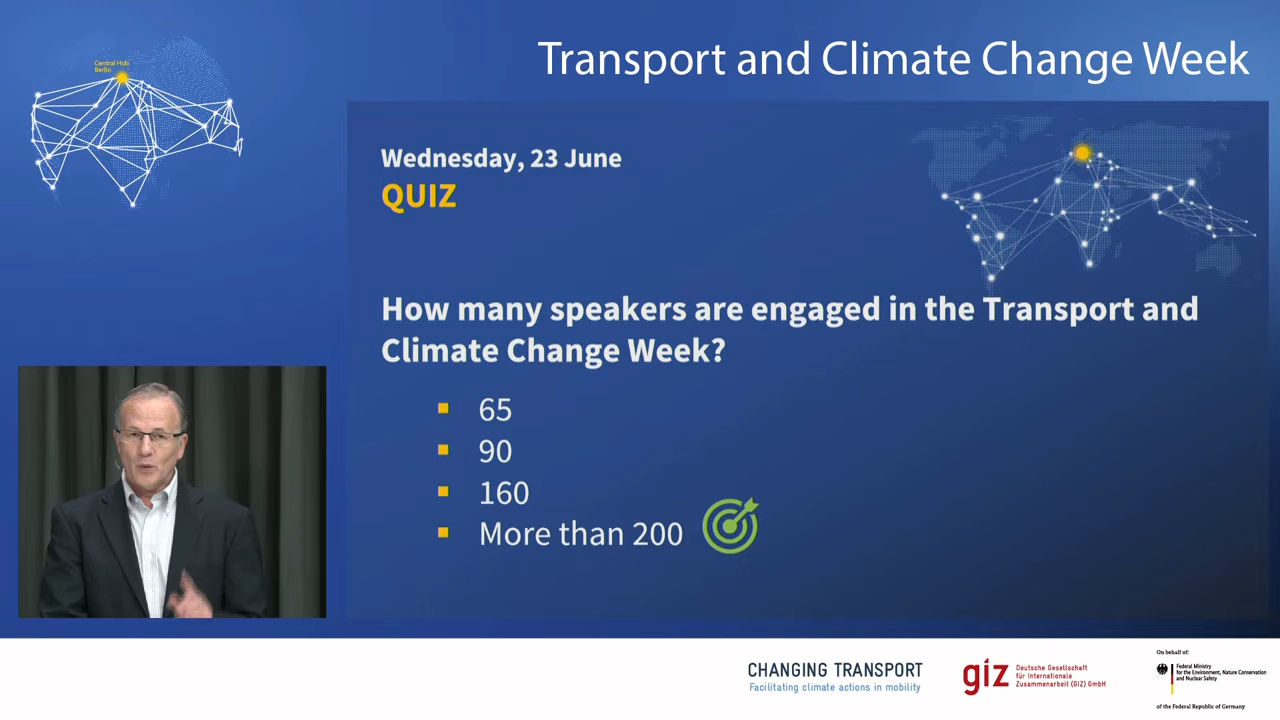 Central Hub
Berlin
Transport and Climate Change Week
Wednesday, 23 June
QUIZ
How many speakers are engaged in the Transport and
Climate Change Week?
65
90
160
More than 200
CHANGING TRANSPORT
Facilitating climate actions in mobility
giz
Deutsche Gesellschaft
für Internationale
Zusammenarbeit (GIZ) GmbH
On behalf of:
Federal Ministry
for the Environment, Nature Conservation
and Nuclear Safety
of the Federal Republic of Germany